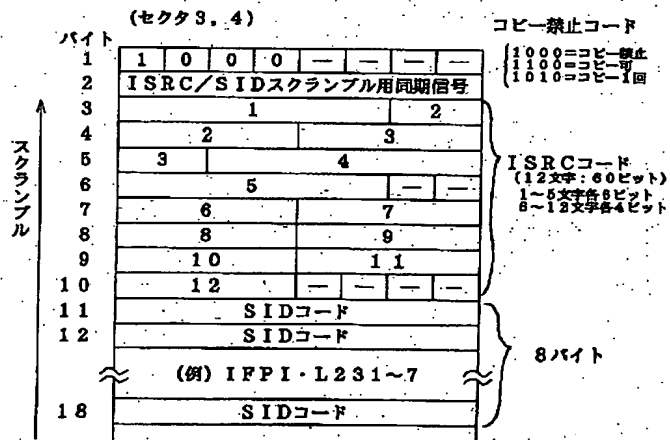 (セクタ3,4)
バイト
コピー禁止コード
1 1 0 0 0 — — — —
1000=コピー禁止
1100=コピー可
1010=コピー1回
2 ISRC/SIDスクランブル用同期信号
3 1 2
4 2 3
5 3 4
6 5 — —
7 6 7
8 8 9
9 10 11
10 12 — — — —
11 SIDコード
12 SIDコード
(例) IFPI・L231~7
18 SIDコード
スクランブル
ISRCコード
(12文字:60ビット)
1~5文字各6ビット
6~12文字各4ビット
8バイト